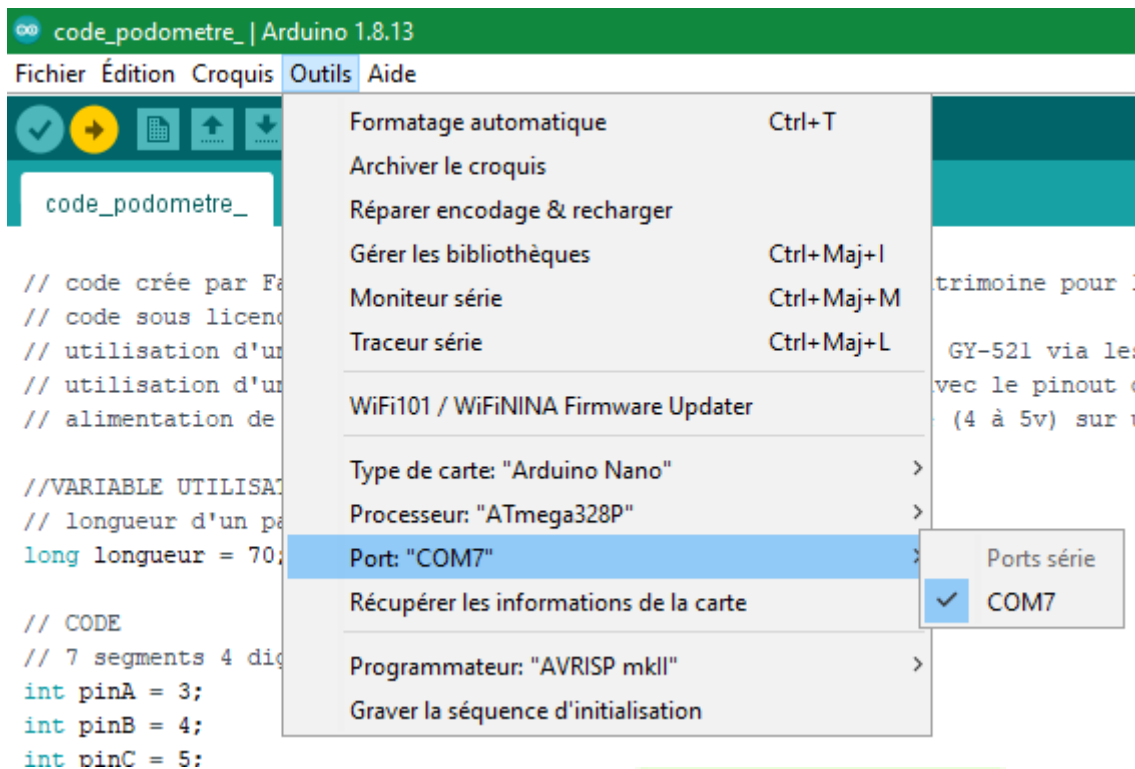 code_podometre_ | Arduino 1.8.13
Fichier Édition Croquis Outils Aide
code_podometre_
Formatage automatique Ctrl+T
Archiver le croquis
Réparer encodage & recharger
Gérer les bibliothèques Ctrl+Maj+I
Moniteur série Ctrl+Maj+M
Traceur série Ctrl+Maj+L
WiFi101 / WiFiNINA Firmware Updater
Type de carte: "Arduino Nano"
Processeur: "ATmega328P"
Port: "COM7"
Récupérer les informations de la carte
Programmateur: "AVRISP mkII"
Graver la séquence d'initialisation
Ports série
COM7
// code crée par Fa trimoine pour
// code sous licen
// utilisation d'u GY-521 via les
// utilisation d'u vec le pinout
// alimentation de (4 à 5v) sur
//VARIABLE UTILISA
// longueur d'un pa
long longueur = 70;
// CODE
// 7 segments 4 dig
int pinA = 3;
int pinB = 4;
int pinC = 5;